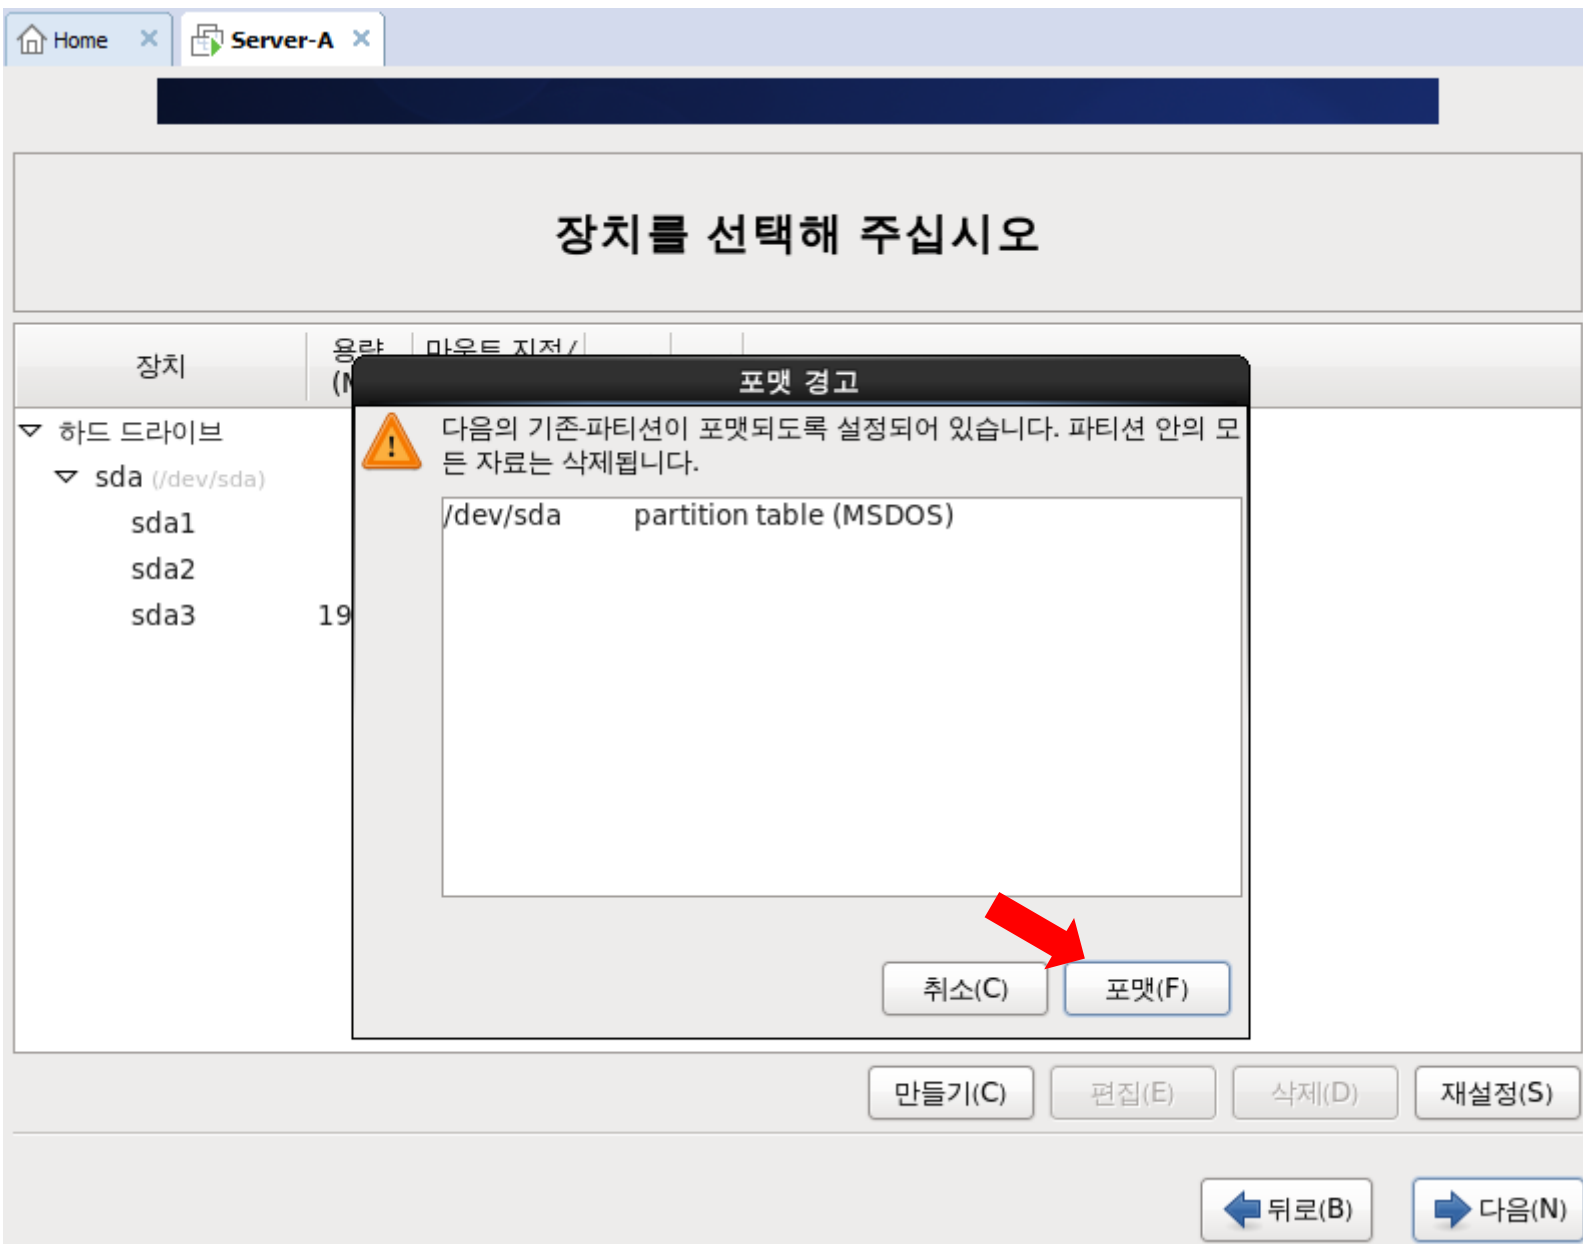 Home
Server-A
장치를 선택해 주십시오
장치
용량
마운트 지정/
포맷 경고
다음의 기존-파티션이 포맷되도록 설정되어 있습니다. 파티션 안의 모
든 자료는 삭제됩니다.
/dev/sda partition table (MSDOS)
하드 드라이브
sda (/dev/sda)
sda1
sda2
sda3 19
취소(C) 포맷(F)
만들기(C) 편집(E) 삭제(D) 재설정(S)
뒤로(B) 다음(N)